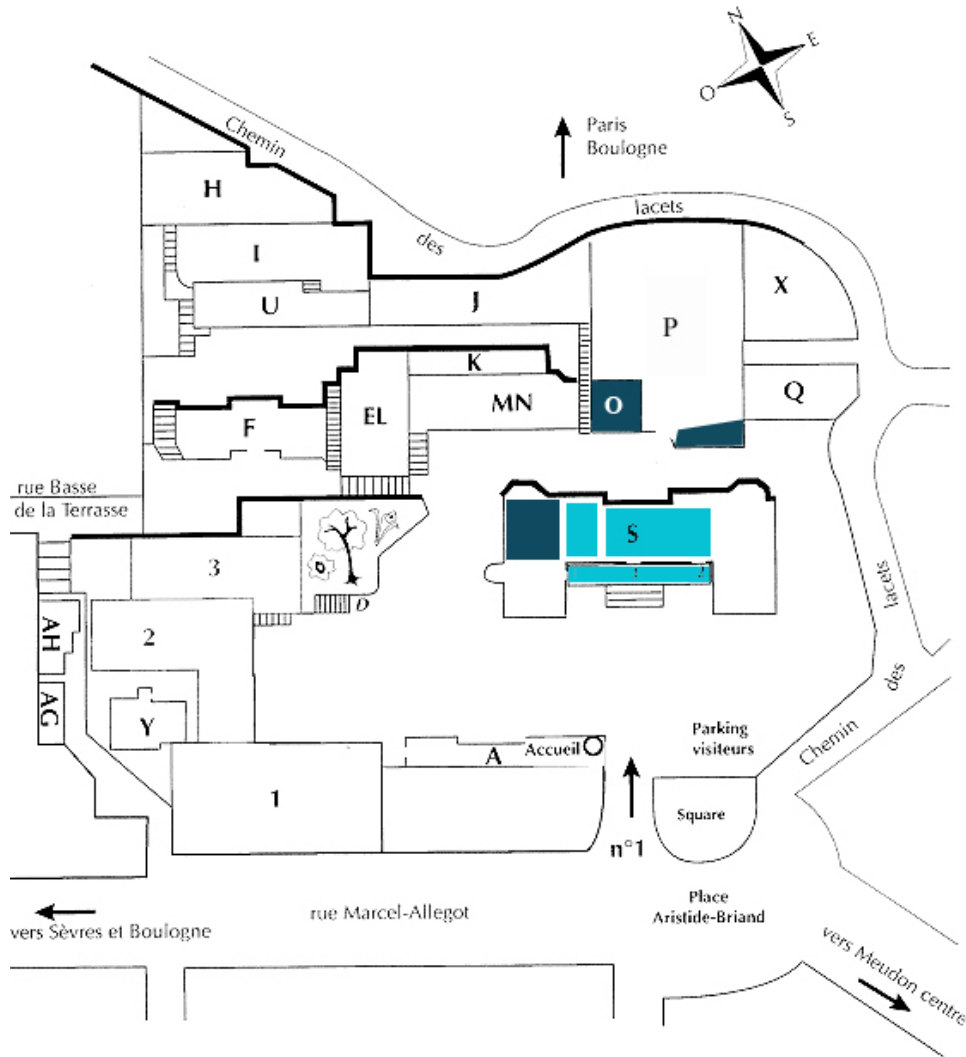 N
E
O
S
Paris
Boulogne
Chemin
des
lacets
H
I
U
J
P
X
K
MN
O
Q
F
EL
rue Basse
de la Terrasse
S
3
D
AH
2
AG
Y
lacets
des
Chemin
Parking
visiteurs
A
Accueil
1
n°1
Square
rue Marcel-Allegot
Place
Aristide-Briand
vers Sèvres et Boulogne
vers Meudon centre